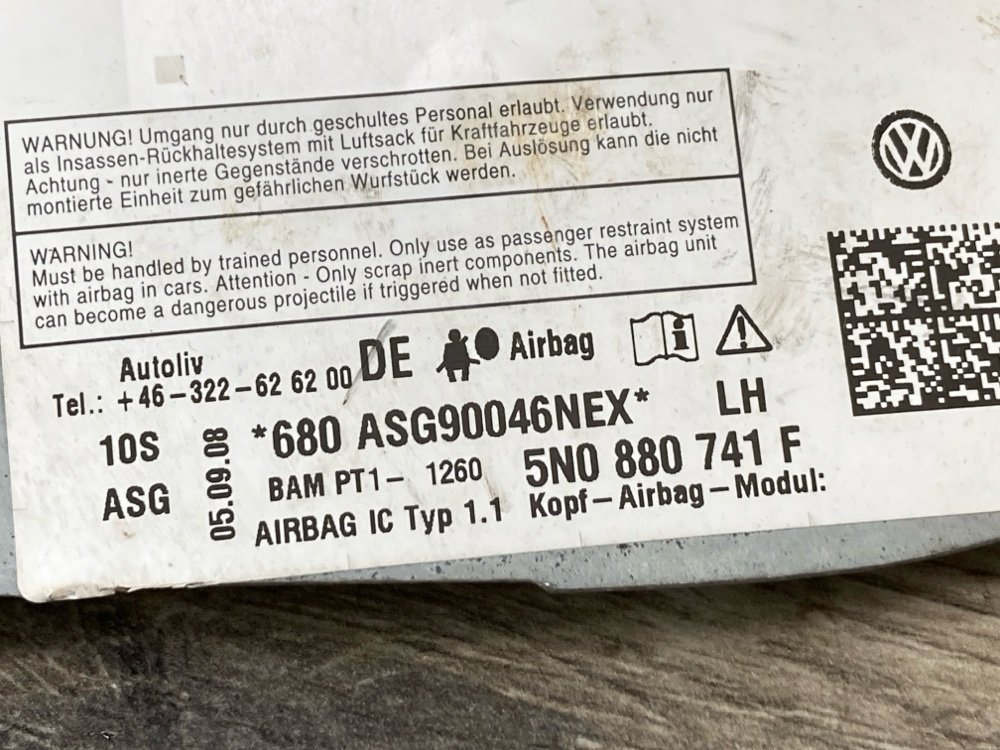 WARNUNG! Umgang nur durch geschultes Personal erlaubt. Verwendung nur
als Insassen-Rückhaltesystem mit Luftsack für Kraftfahrzeuge erlaubt.
Achtung - nur inerte Gegenstände verschrotten. Bei Auslösung kann die nicht
montierte Einheit zum gefährlichen Wurfstück werden.
WARNING!
Must be handled by trained personnel. Only use as passenger restraint system
with airbag in cars. Attention - Only scrap inert components. The airbag unit
can become a dangerous projectile if triggered when not fitted.
Autoliv
Tel.: +46-322-62 62 00
DE
Airbag
10S
ASG
05.09.08
*680 ASG90046NEX*
LH
BAM PT1- 1260
5N0 880 741 F
AIRBAG IC Typ 1.1
Kopf-Airbag-Modul: